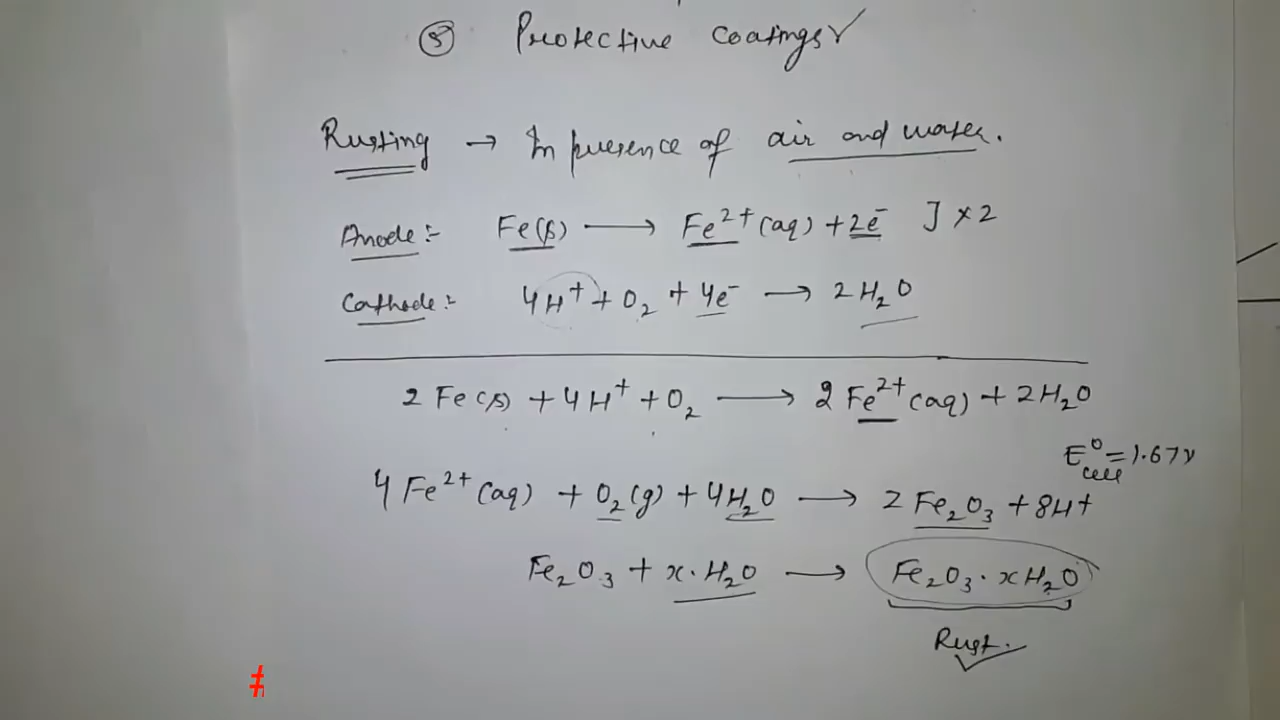 ⑧ Protective coatings✓
Rusting → In presence of air and water.
Anode:- Fe(s) ⟶ Fe²⁺(aq) + 2e⁻ ] × 2
Cathode:- 4H⁺ + O₂ + 4e⁻ ⟶ 2H₂O
2Fe(s) + 4H⁺ + O₂ ⟶ 2Fe²⁺(aq) + 2H₂O
E⁰cell = 1.67v
4Fe²⁺(aq) + O₂(g) + 4H₂O ⟶ 2Fe₂O₃ + 8H+
Fe₂O₃ + x·H₂O ⟶ Fe₂O₃·xH₂O
Rust.
#